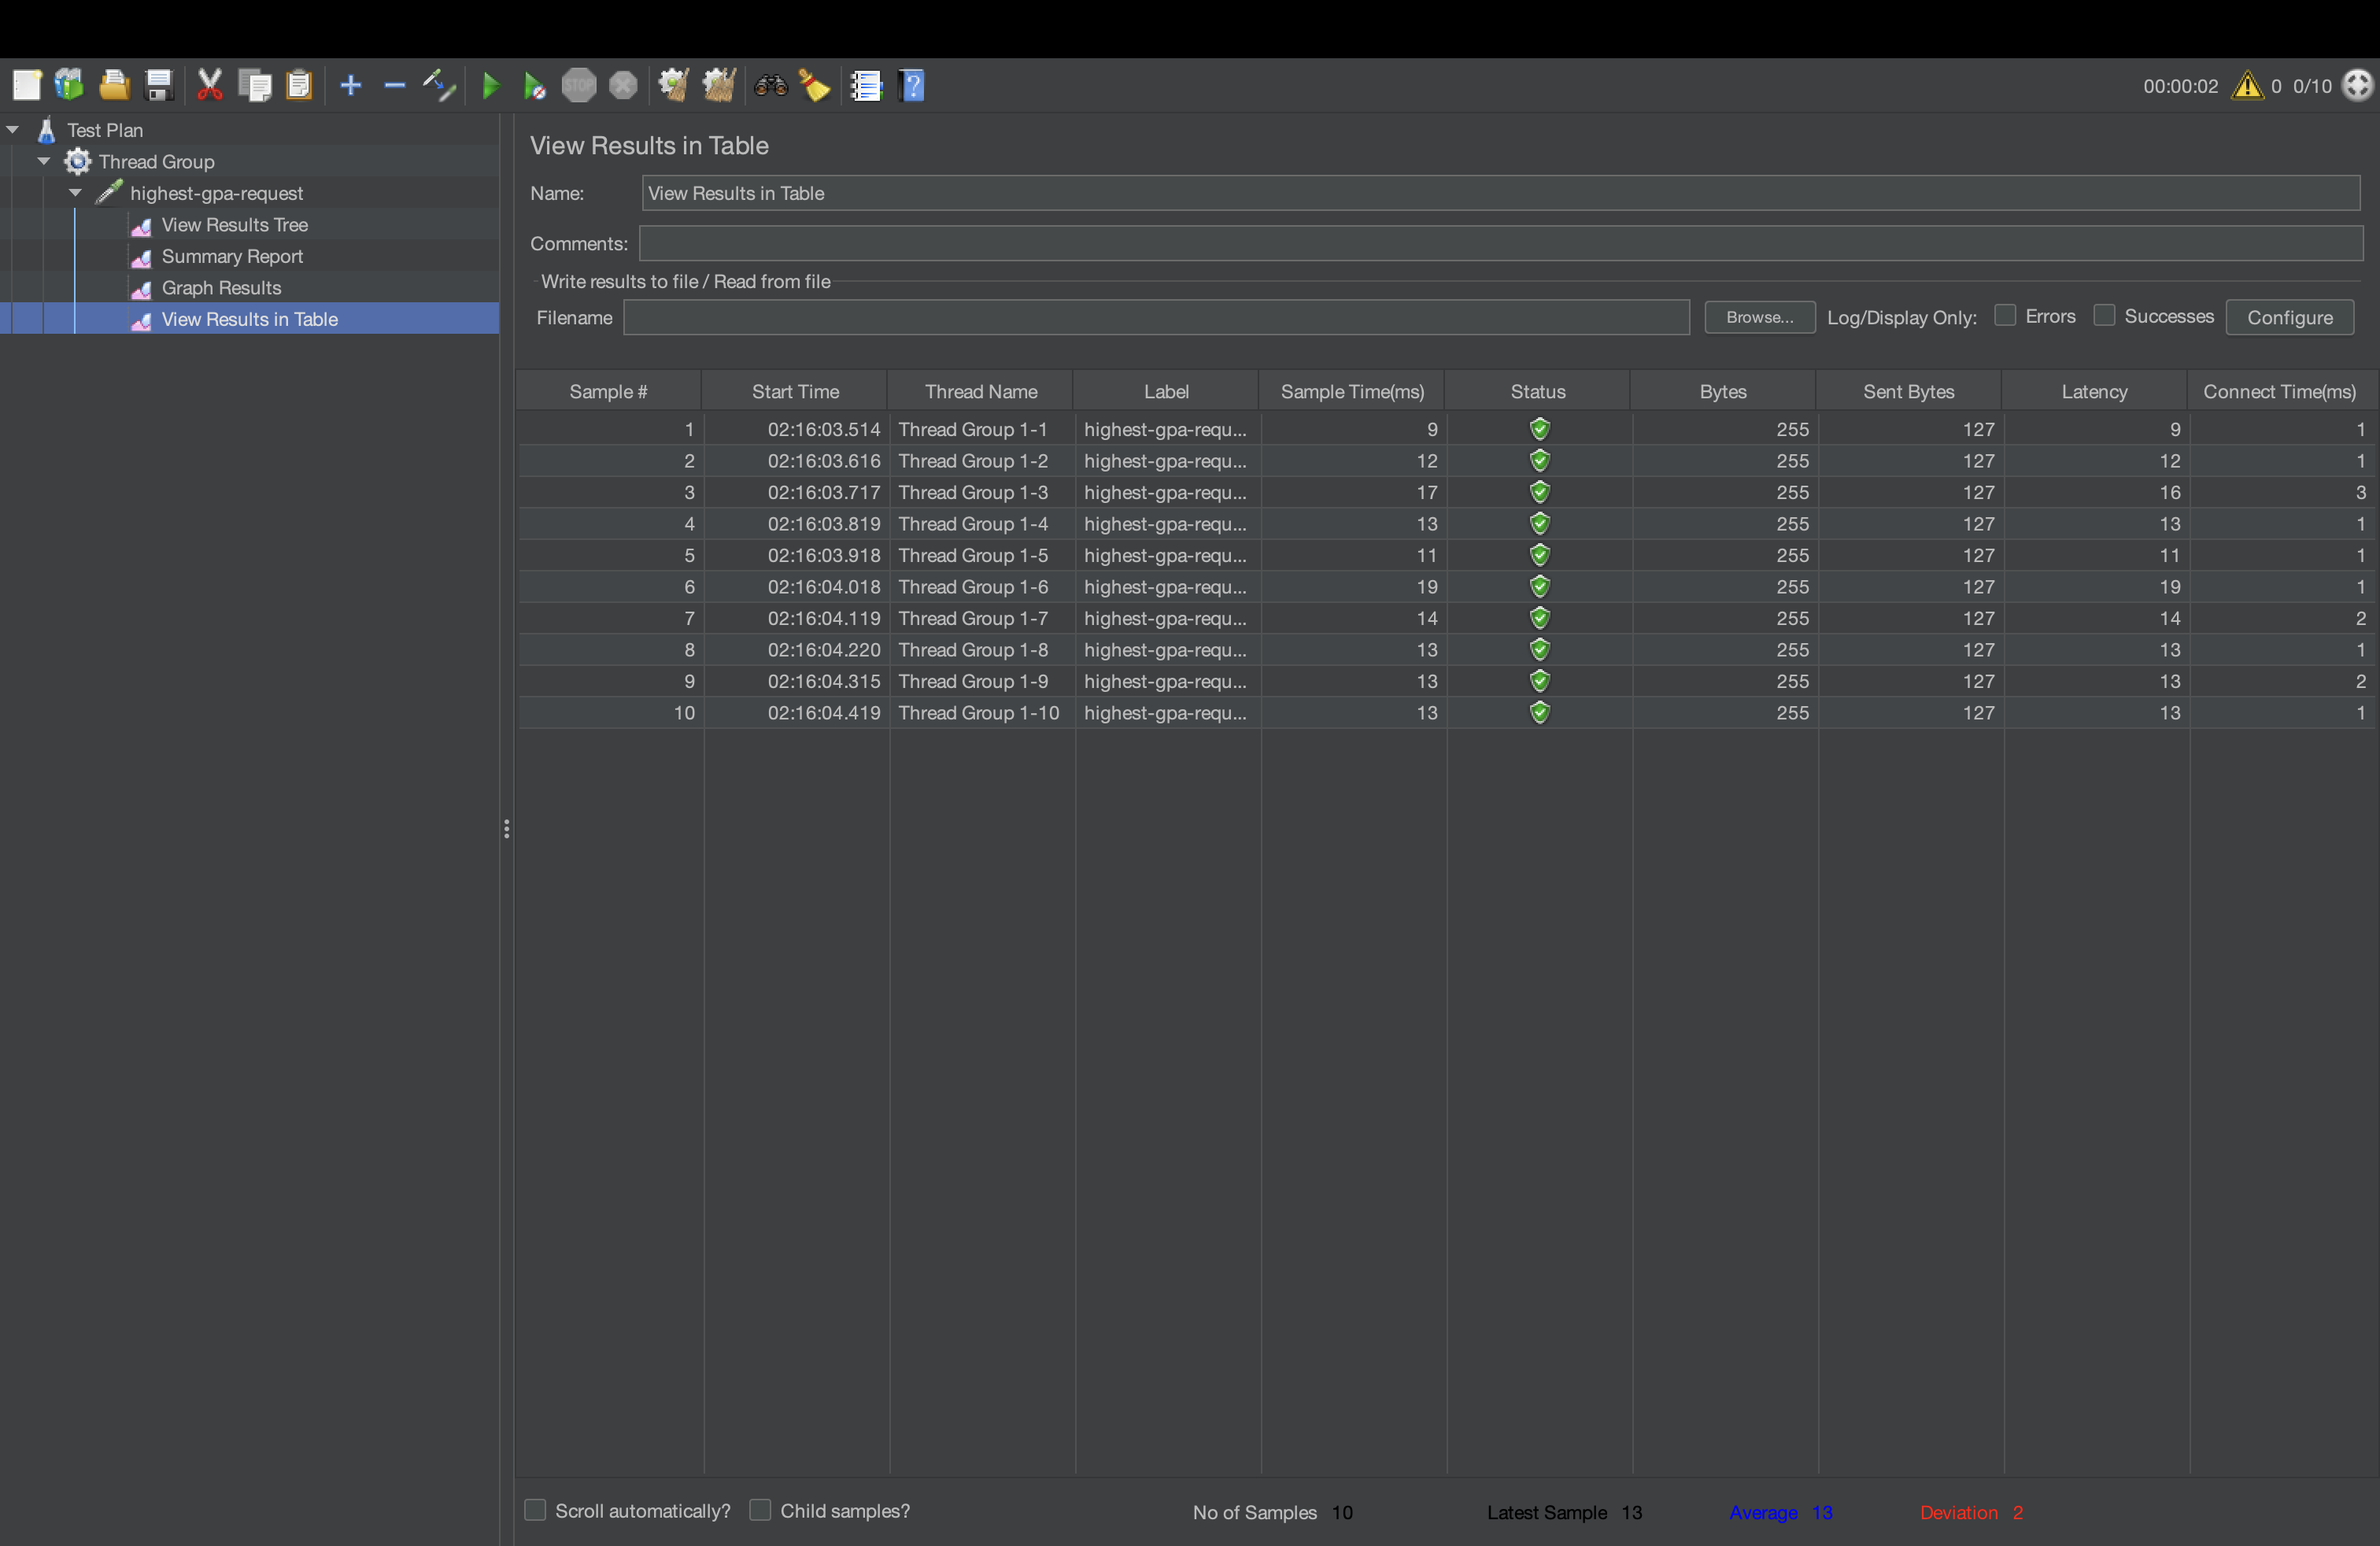 STOP
?
00:00:02 0 0/10
Test Plan
Thread Group
highest-gpa-request
View Results Tree
Summary Report
Graph Results
View Results in Table
View Results in Table
Name: View Results in Table
Comments:
Write results to file / Read from file
Filename Browse... Log/Display Only: Errors Successes Configure
Sample # Start Time Thread Name Label Sample Time(ms) Status Bytes Sent Bytes Latency Connect Time(ms)
1 02:16:03.514 Thread Group 1-1 highest-gpa-requ... 9 255 127 9 1
2 02:16:03.616 Thread Group 1-2 highest-gpa-requ... 12 255 127 12 1
3 02:16:03.717 Thread Group 1-3 highest-gpa-requ... 17 255 127 16 3
4 02:16:03.819 Thread Group 1-4 highest-gpa-requ... 13 255 127 13 1
5 02:16:03.918 Thread Group 1-5 highest-gpa-requ... 11 255 127 11 1
6 02:16:04.018 Thread Group 1-6 highest-gpa-requ... 19 255 127 19 1
7 02:16:04.119 Thread Group 1-7 highest-gpa-requ... 14 255 127 14 2
8 02:16:04.220 Thread Group 1-8 highest-gpa-requ... 13 255 127 13 1
9 02:16:04.315 Thread Group 1-9 highest-gpa-requ... 13 255 127 13 2
10 02:16:04.419 Thread Group 1-10 highest-gpa-requ... 13 255 127 13 1
Scroll automatically? Child samples? No of Samples 10 Latest Sample 13 Average 13 Deviation 2